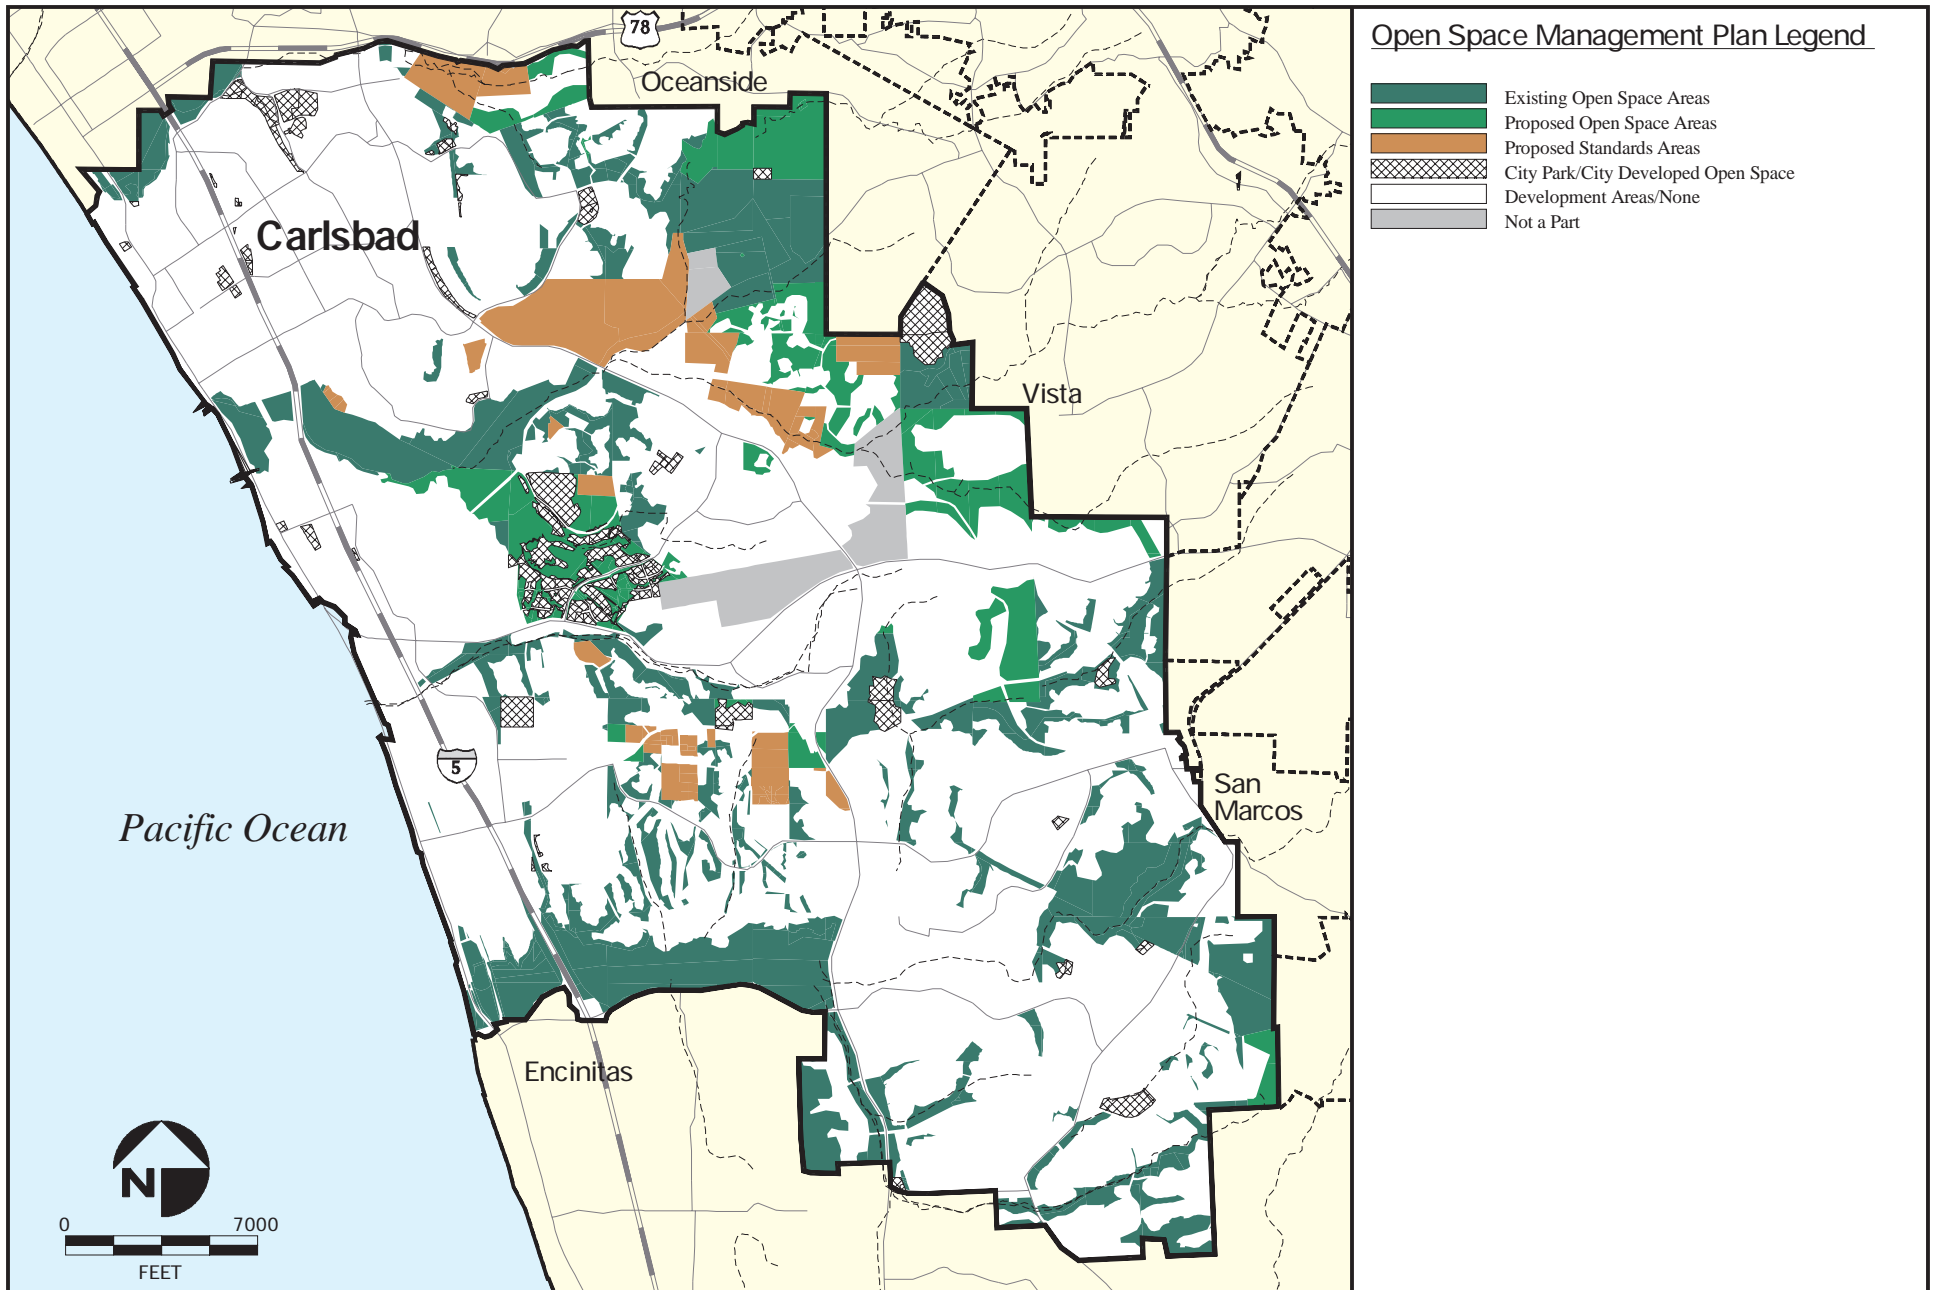 78
Oceanside
Carlsbad
Vista
5
San
Marcos
Pacific Ocean
Encinitas
N
0 7000
FEET
Open Space Management Plan Legend
Existing Open Space Areas
Proposed Open Space Areas
Proposed Standards Areas
City Park/City Developed Open Space
Development Areas/None
Not a Part